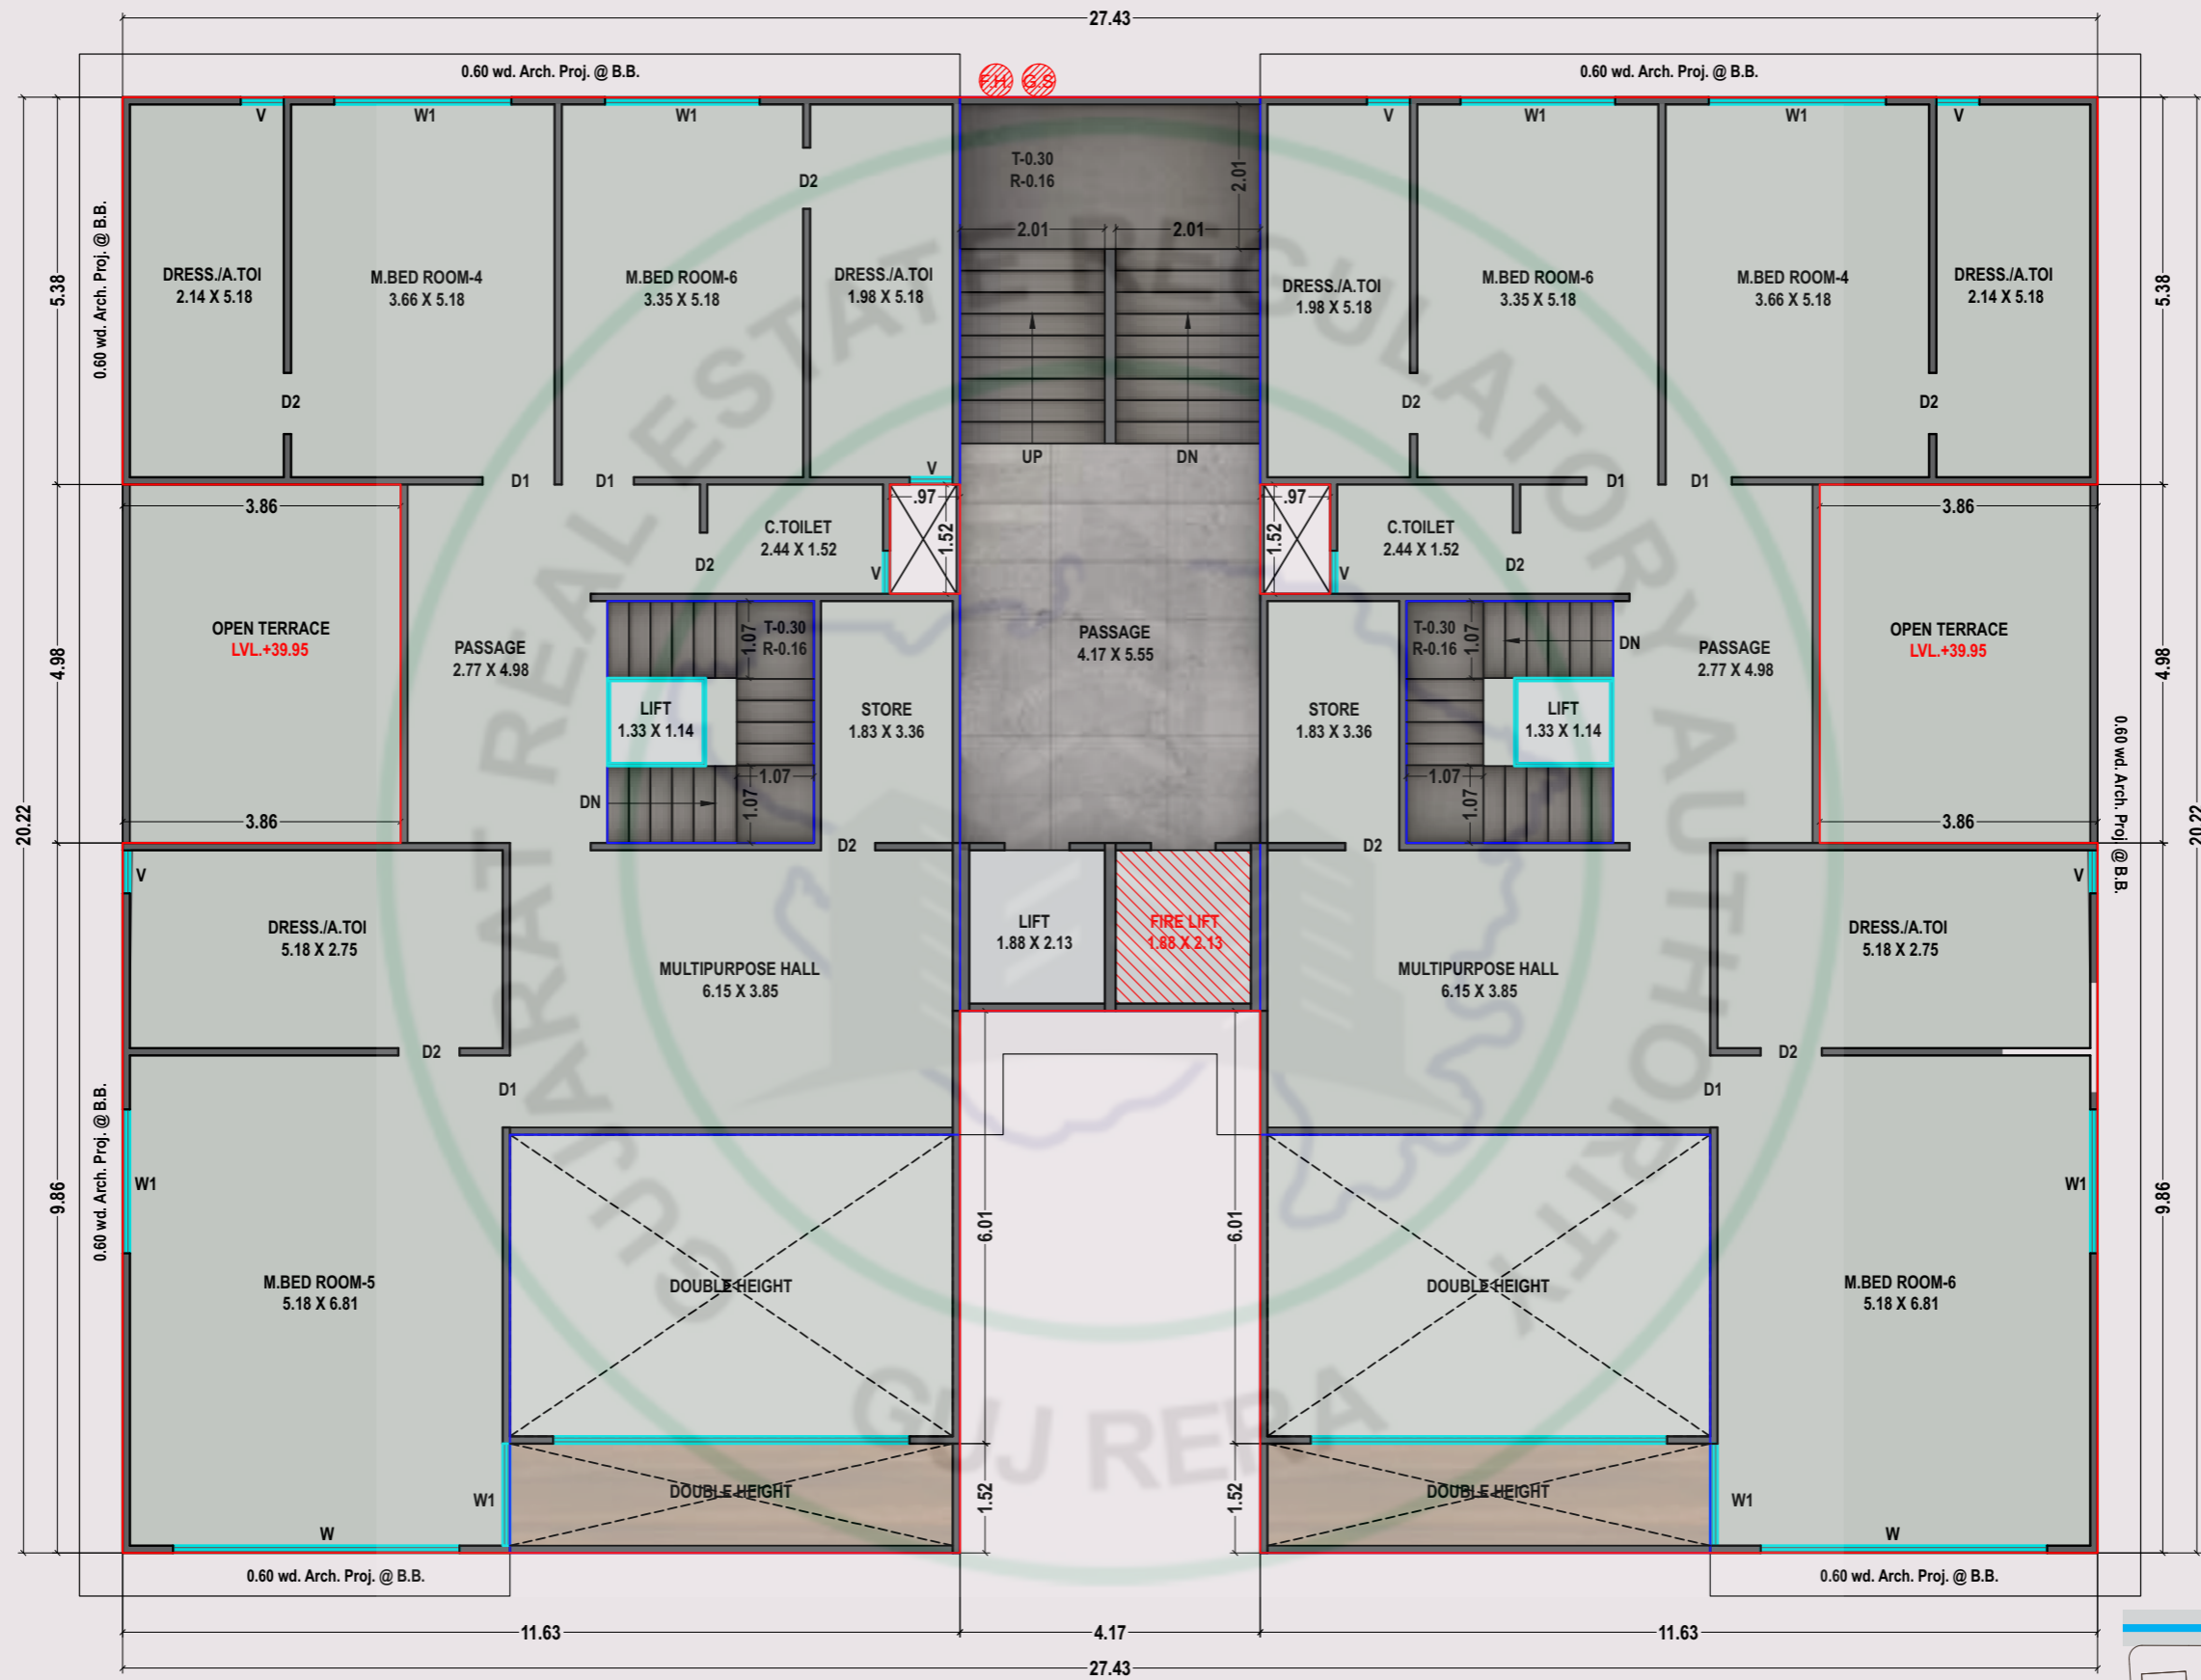 27.43
0.60 wd. Arch. Proj. @ B.B.
0.60 wd. Arch. Proj. @ B.B.
F.H G.S
V
W1
W1
V
W1
W1
V
0.60 wd. Arch. Proj. @ B.B.
T-0.30
R-0.16
2.01
D2
2.01
2.01
5.38
DRESS./A.TOI
2.14 X 5.18
M.BED ROOM-4
3.66 X 5.18
M.BED ROOM-6
3.35 X 5.18
DRESS./A.TOI
1.98 X 5.18
DRESS./A.TOI
1.98 X 5.18
M.BED ROOM-6
3.35 X 5.18
M.BED ROOM-4
3.66 X 5.18
DRESS./A.TOI
2.14 X 5.18
5.38
D2
D2
D2
UP
DN
D1
D1
V
D1
D1
3.86
.97
1.52
.97
1.52
3.86
C.TOILET
2.44 X 1.52
C.TOILET
2.44 X 1.52
D2
V
V
D2
OPEN TERRACE
LVL.+39.95
PASSAGE
2.77 X 4.98
1.07
T-0.30
R-0.16
PASSAGE
4.17 X 5.55
T-0.30
R-0.16
1.07
DN
PASSAGE
2.77 X 4.98
OPEN TERRACE
LVL.+39.95
4.98
4.98
LIFT
1.33 X 1.14
STORE
1.83 X 3.36
STORE
1.83 X 3.36
LIFT
1.33 X 1.14
1.07
1.07
DN
1.07
1.07
3.86
3.86
20.22
20.22
0.60 wd. Arch. Proj. @ B.B.
D2
D2
V
V
DRESS./A.TOI
5.18 X 2.75
LIFT
1.88 X 2.13
FIRE LIFT
1.88 X 2.13
DRESS./A.TOI
5.18 X 2.75
MULTIPURPOSE HALL
6.15 X 3.85
MULTIPURPOSE HALL
6.15 X 3.85
D2
D2
D1
D1
0.60 wd. Arch. Proj. @ B.B.
W1
W1
9.86
6.01
6.01
9.86
M.BED ROOM-5
5.18 X 6.81
DOUBLE HEIGHT
DOUBLE HEIGHT
M.BED ROOM-6
5.18 X 6.81
W1
DOUBLE HEIGHT
1.52
1.52
DOUBLE HEIGHT
W1
W
W
0.60 wd. Arch. Proj. @ B.B.
0.60 wd. Arch. Proj. @ B.B.
11.63
4.17
11.63
27.43
GUJARAT REAL ESTATE REGULATORY AUTHORITY
GUJ RERA